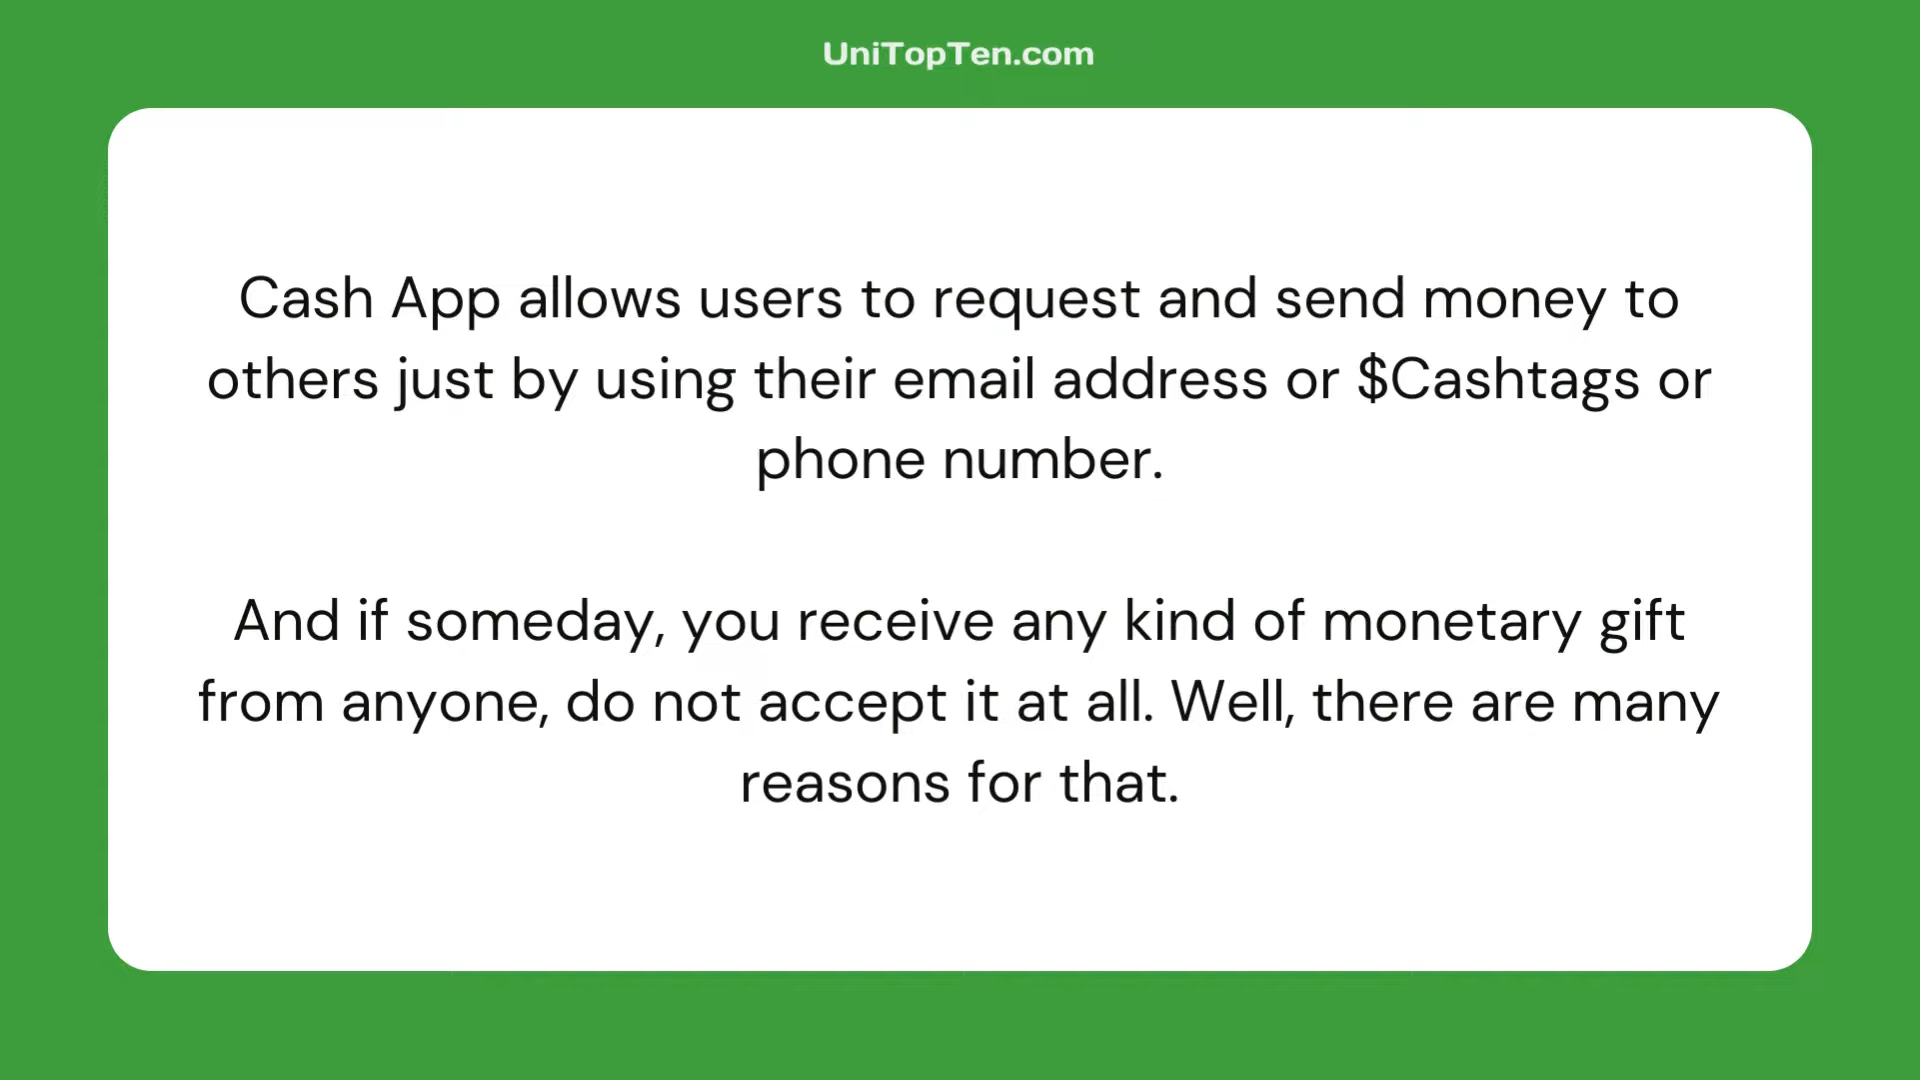 UniTopTen.com
Cash App allows users to request and send money to
others just by using their email address or $Cashtags or
phone number.
And if someday, you receive any kind of monetary gift
from anyone, do not accept it at all. Well, there are many
reasons for that.